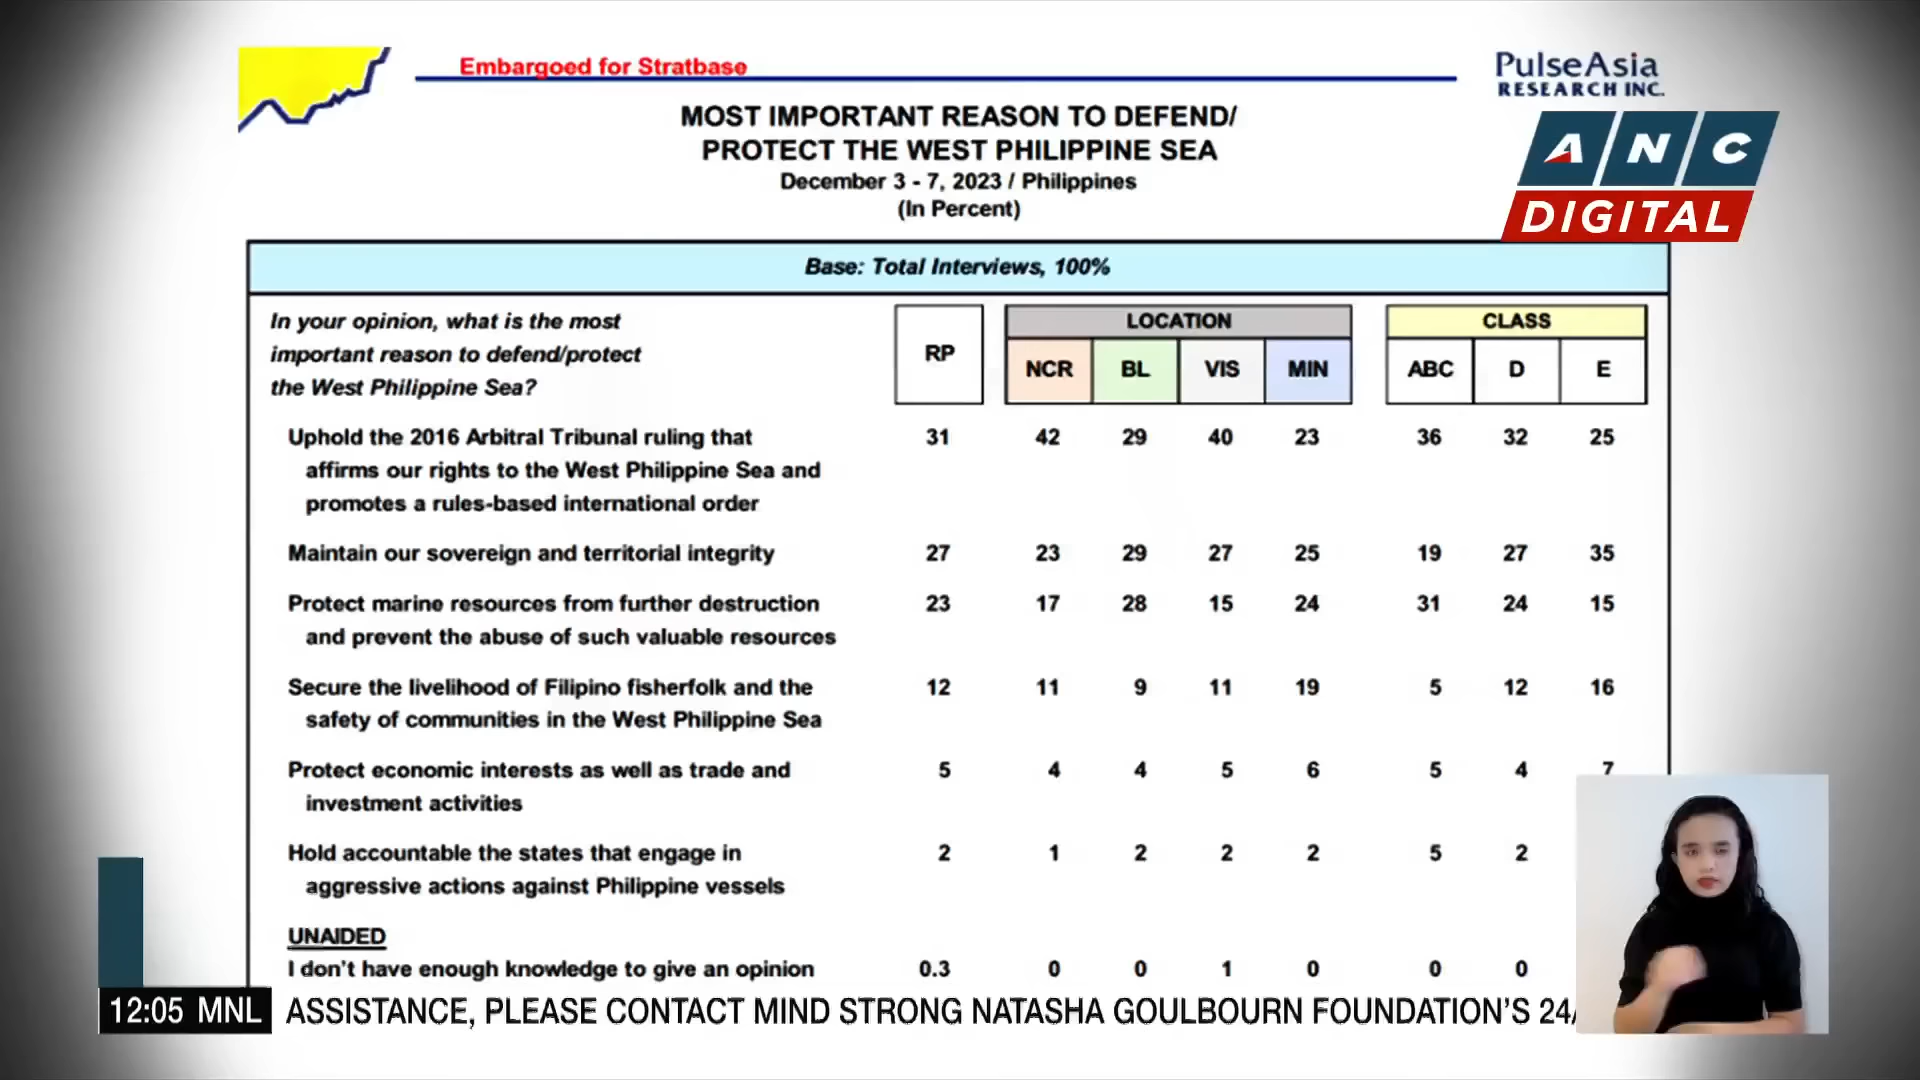 Embargoed for Stratbase
PulseAsia
RESEARCH INC.
MOST IMPORTANT REASON TO DEFEND/
PROTECT THE WEST PHILIPPINE SEA
December 3 - 7, 2023 / Philippines
(In Percent)
ANC
DIGITAL
Base: Total Interviews, 100%
In your opinion, what is the most
important reason to defend/protect
the West Philippine Sea?
RP
LOCATION
CLASS
NCR BL VIS MIN ABC D E
Uphold the 2016 Arbitral Tribunal ruling that 31 42 29 40 23 36 32 25
affirms our rights to the West Philippine Sea and
promotes a rules-based international order
Maintain our sovereign and territorial integrity 27 23 29 27 25 19 27 35
Protect marine resources from further destruction 23 17 28 15 24 31 24 15
and prevent the abuse of such valuable resources
Secure the livelihood of Filipino fisherfolk and the 12 11 9 11 19 5 12 16
safety of communities in the West Philippine Sea
Protect economic interests as well as trade and 5 4 4 5 6 5 4 7
investment activities
Hold accountable the states that engage in 2 1 2 2 2 5 2
aggressive actions against Philippine vessels
UNAIDED
I don't have enough knowledge to give an opinion 0.3 0 0 1 0 0 0
12:05 MNL ASSISTANCE, PLEASE CONTACT MIND STRONG NATASHA GOULBOURN FOUNDATION'S 24/